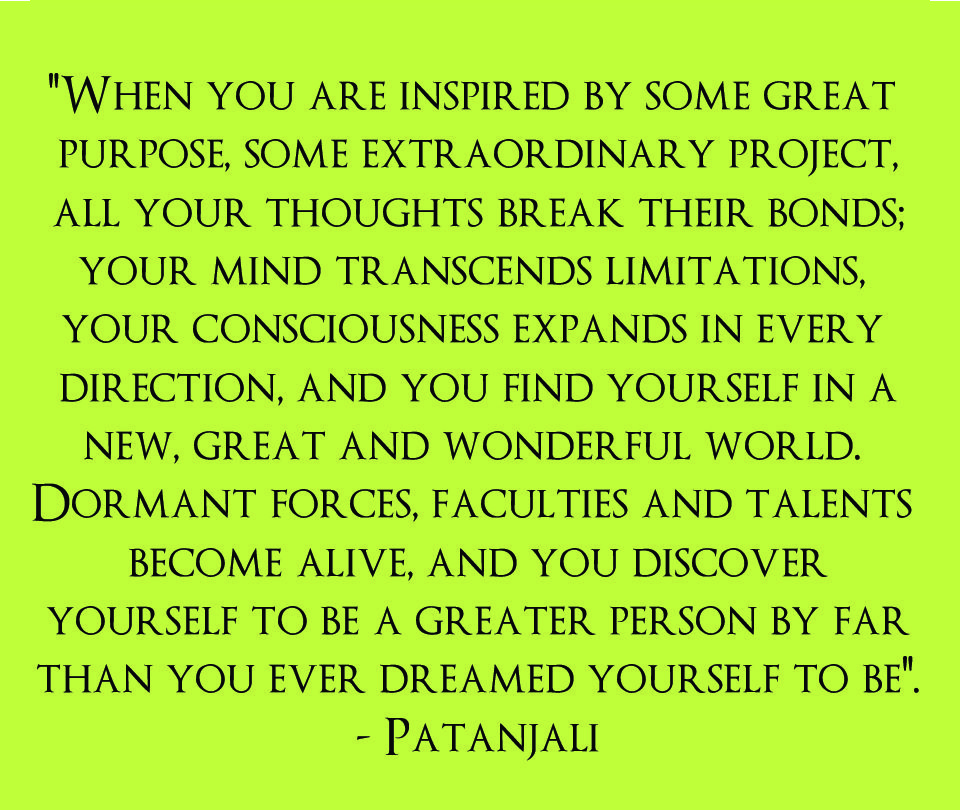 "When you are inspired by some great
purpose, some extraordinary project,
all your thoughts break their bonds;
your mind transcends limitations,
your consciousness expands in every
direction, and you find yourself in a
new, great and wonderful world.
Dormant forces, faculties and talents
become alive, and you discover
yourself to be a greater person by far
than you ever dreamed yourself to be".
- Patanjali